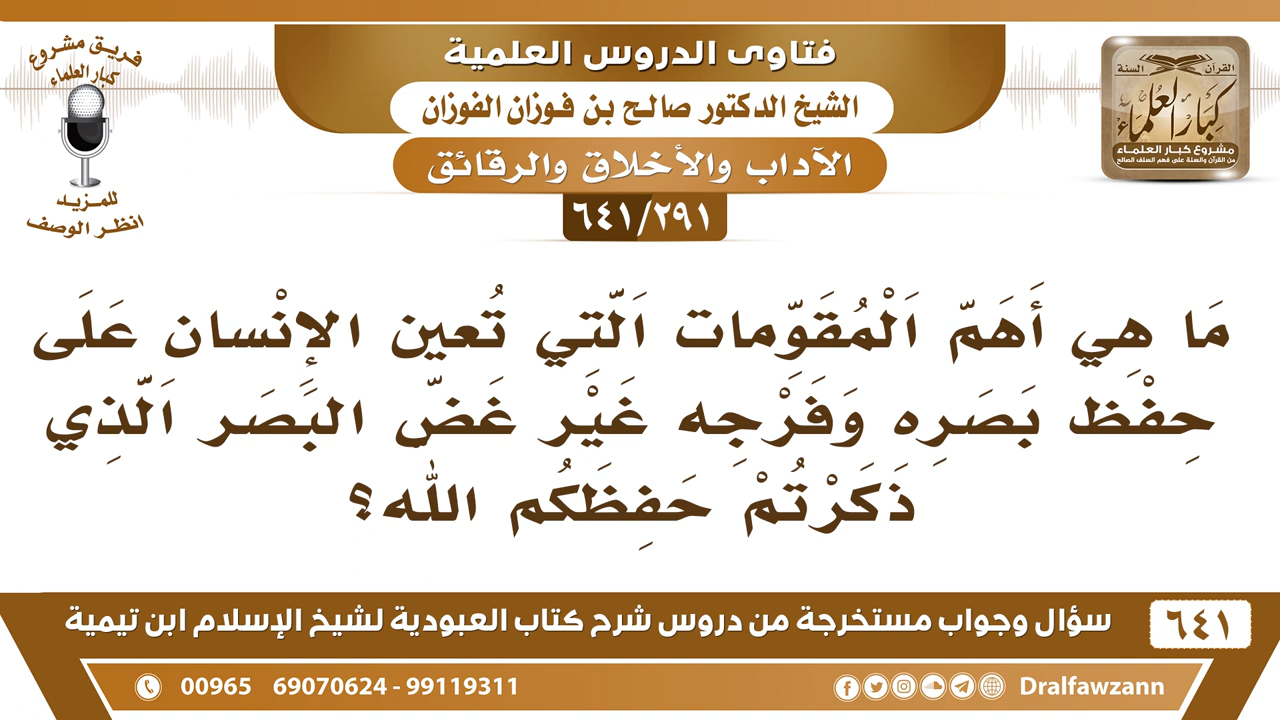 فريق مشروع
كبار العلماء
للمزيد
انظر الوصف
فتاوى الدروس العلمية
الشيخ الدكتور صالح بن فوزان الفوزان
الآداب والأخلاق والرقائق
٦٤١/٢٩١
القرآن السنة
كبار العلماء
مشروع كبار العلماء
من القرآن والسنة على فهم السلف الصالح
مَا هِي أَهَمّ اَلْمُقَوِّمات اَلَّتي تُعين الإنْسان عَلَى
حِفْظِ بَصَرِه وَفَرْجِه غَيْر غَضّ البَصَر اَلَّذِي
ذَكَرْتُمْ حَفِظَكُم اللهُ؟
سؤال وجواب مستخرجة من دروس شرح كتاب العبودية لشيخ الإسلام ابن تيمية
٦٤١
00965 69070624 - 99119311
Dralfawzann